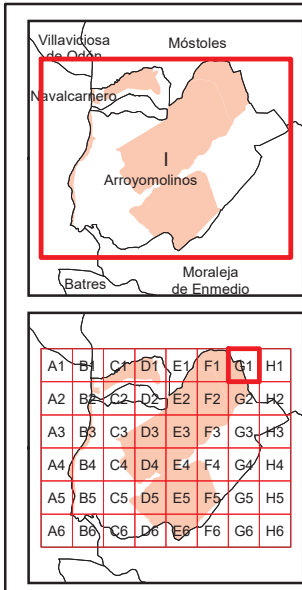 Villaviciosa
de Odón
Móstoles
Navalcarnero
I
Arroyomolinos
Batres
Moraleja
de Enmedio
A1 B1 C1 D1 E1 F1 G1 H1
A2 B2 C2 D2 E2 F2 G2 H2
A3 B3 C3 D3 E3 F3 G3 H3
A4 B4 C4 D4 E4 F4 G4 H4
A5 B5 C5 D5 E5 F5 G5 H5
A6 B6 C6 D6 E6 F6 G6 H6